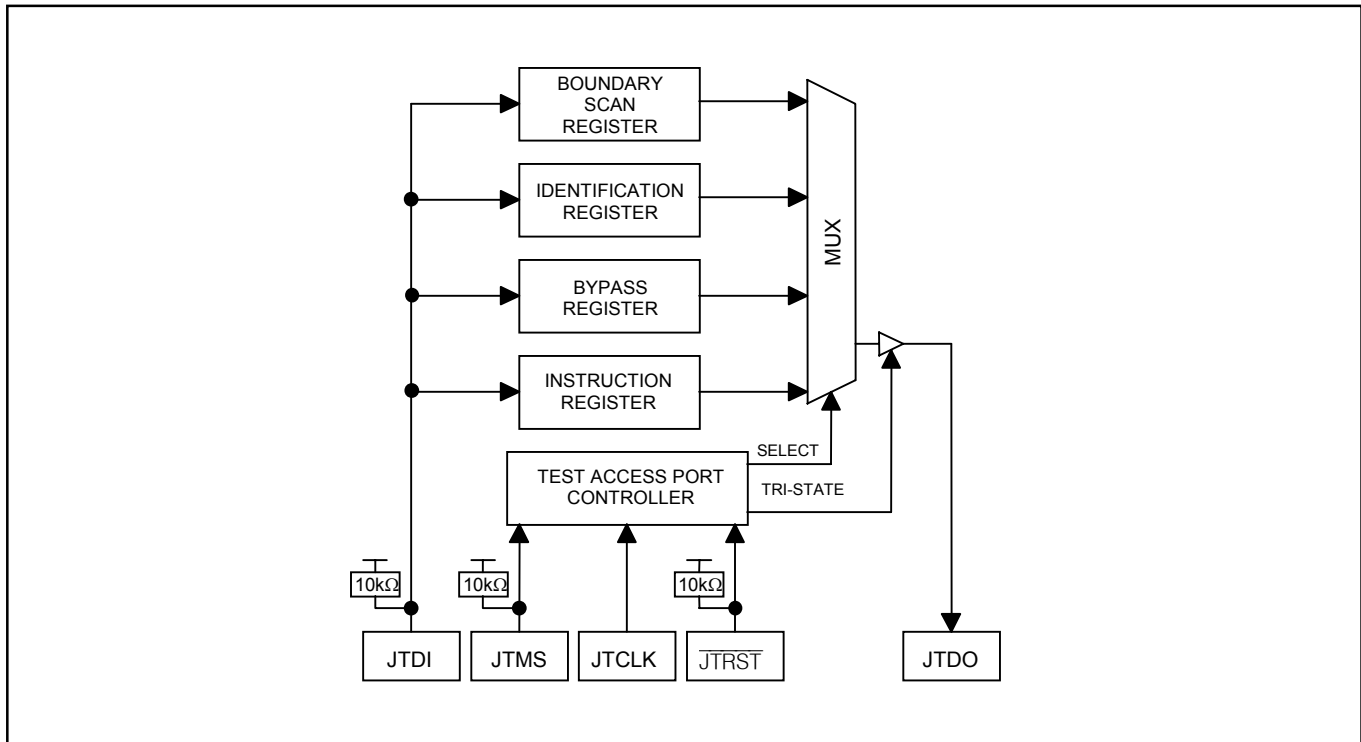 BOUNDARY
SCAN
REGISTER
IDENTIFICATION
REGISTER
MUX
BYPASS
REGISTER
INSTRUCTION
REGISTER
SELECT
TEST ACCESS PORT
CONTROLLER
TRI-STATE
10kΩ
10kΩ
10kΩ
JTDI
JTMS
JTCLK
JTRST
JTDO